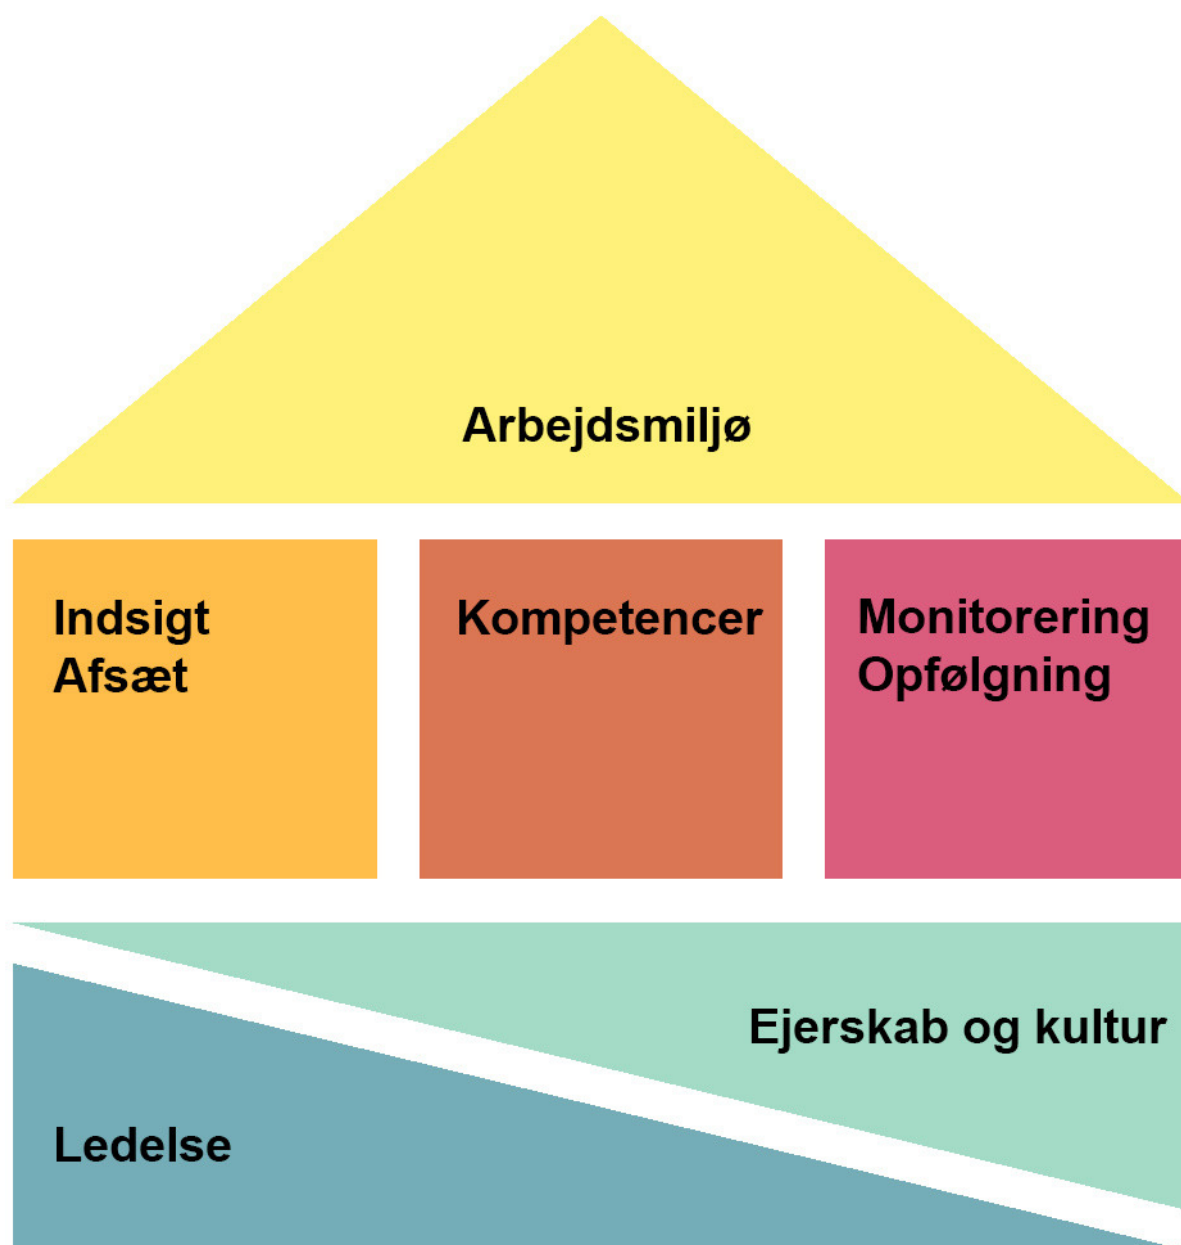 Arbejdsmiljø
Indsigt
Afsæt
Kompetencer
Monitorering
Opfølgning
Ejerskab og kultur
Ledelse